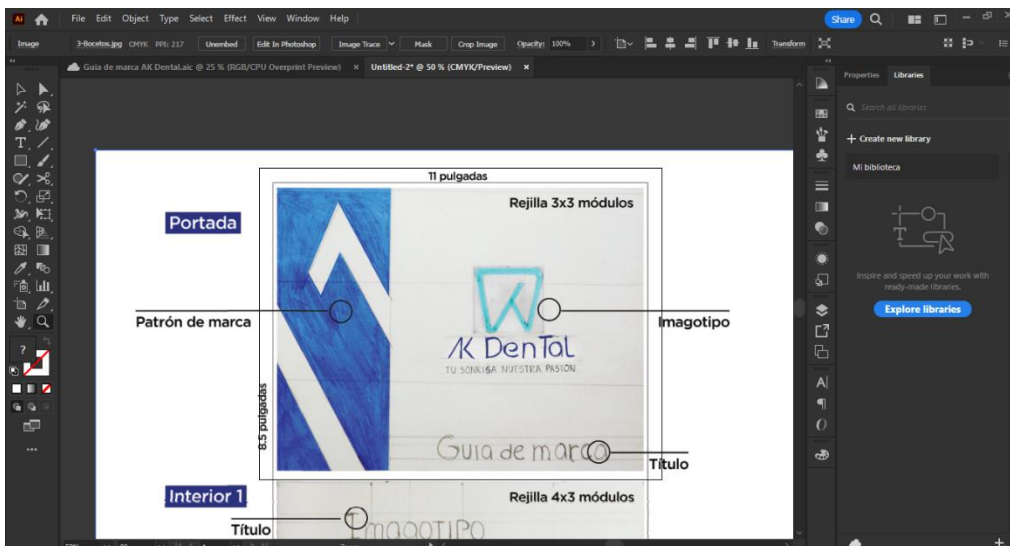 Ai File Edit Object Type Select Effect View Window Help Share
Image 3-Bocetos.jpg CMYK PPI: 217 Unembed Edit In Photoshop Image Trace Mask Crop Image Opacity: 100% Transform
Guia de marca AK Dental.aic @ 25 % (RGB/CPU Overprint Preview) × Untitled-2* @ 50 % (CMYK/Preview) ×
Properties Libraries
Search all libraries
+ Create new library
Mi biblioteca
Inspire and speed up your work with
ready-made libraries.
Explore libraries
11 pulgadas
Portada
Rejilla 3x3 módulos
Patrón de marca
Imagotipo
AK Dental
TU SONRISA NUESTRA PASION
8.5 pulgadas
Guia de marca
Título
Interior 1
Rejilla 4x3 módulos
Título
Imagotipo